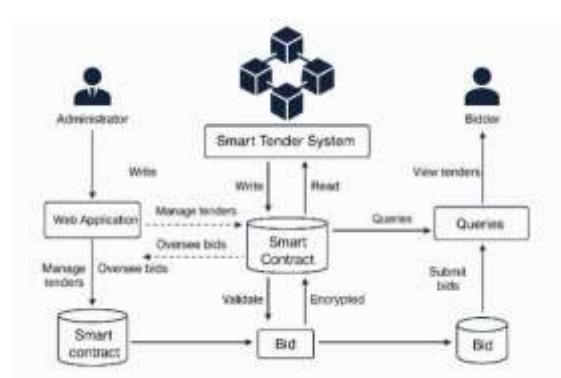 Administrator
Bidder
Smart Tender System
Write
Write
Read
View tenders
Web Application
Manage tenders
Queries
Queries
Smart
Contract
Oversee bids
Manage
tenders
Oversee bids
Validate
Encrypted
Submit
bids
Smart
contract
Bid
Bid